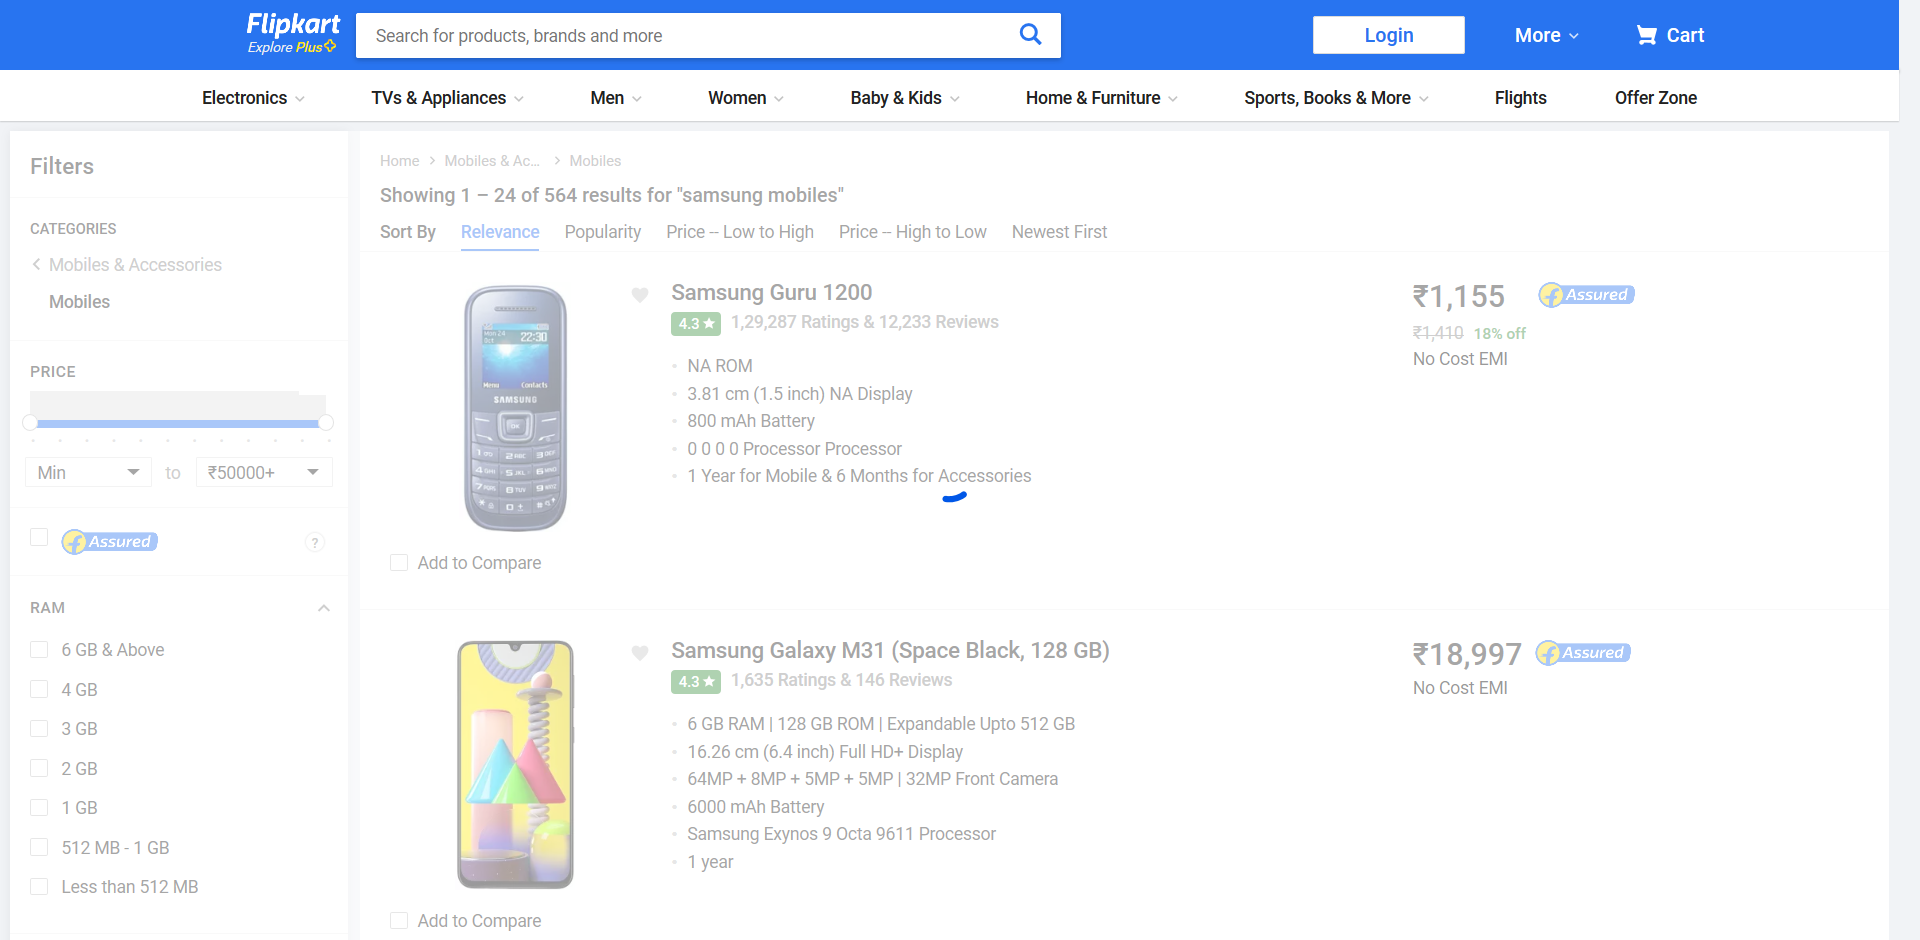 Flipkart
Explore Plus
Search for products, brands and more
Login
More
Cart
Electronics
TVs & Appliances
Men
Women
Baby & Kids
Home & Furniture
Sports, Books & More
Flights
Offer Zone
Filters
CATEGORIES
Mobiles & Accessories
Mobiles
PRICE
Min
to
₹50000+
Assured
?
RAM
6 GB & Above
4 GB
3 GB
2 GB
1 GB
512 MB - 1 GB
Less than 512 MB
Home
Mobiles & Ac...
Mobiles
Showing 1 – 24 of 564 results for "samsung mobiles"
Sort By
Relevance
Popularity
Price -- Low to High
Price -- High to Low
Newest First
22:30
Menu Contacts
SAMSUNG
Add to Compare
Samsung Guru 1200
4.3
1,29,287 Ratings & 12,233 Reviews
NA ROM
3.81 cm (1.5 inch) NA Display
800 mAh Battery
0 0 0 0 Processor Processor
1 Year for Mobile & 6 Months for Accessories
₹1,155
Assured
₹1,410 18% off
No Cost EMI
Add to Compare
Samsung Galaxy M31 (Space Black, 128 GB)
4.3
1,635 Ratings & 146 Reviews
6 GB RAM | 128 GB ROM | Expandable Upto 512 GB
16.26 cm (6.4 inch) Full HD+ Display
64MP + 8MP + 5MP + 5MP | 32MP Front Camera
6000 mAh Battery
Samsung Exynos 9 Octa 9611 Processor
1 year
₹18,997
Assured
No Cost EMI